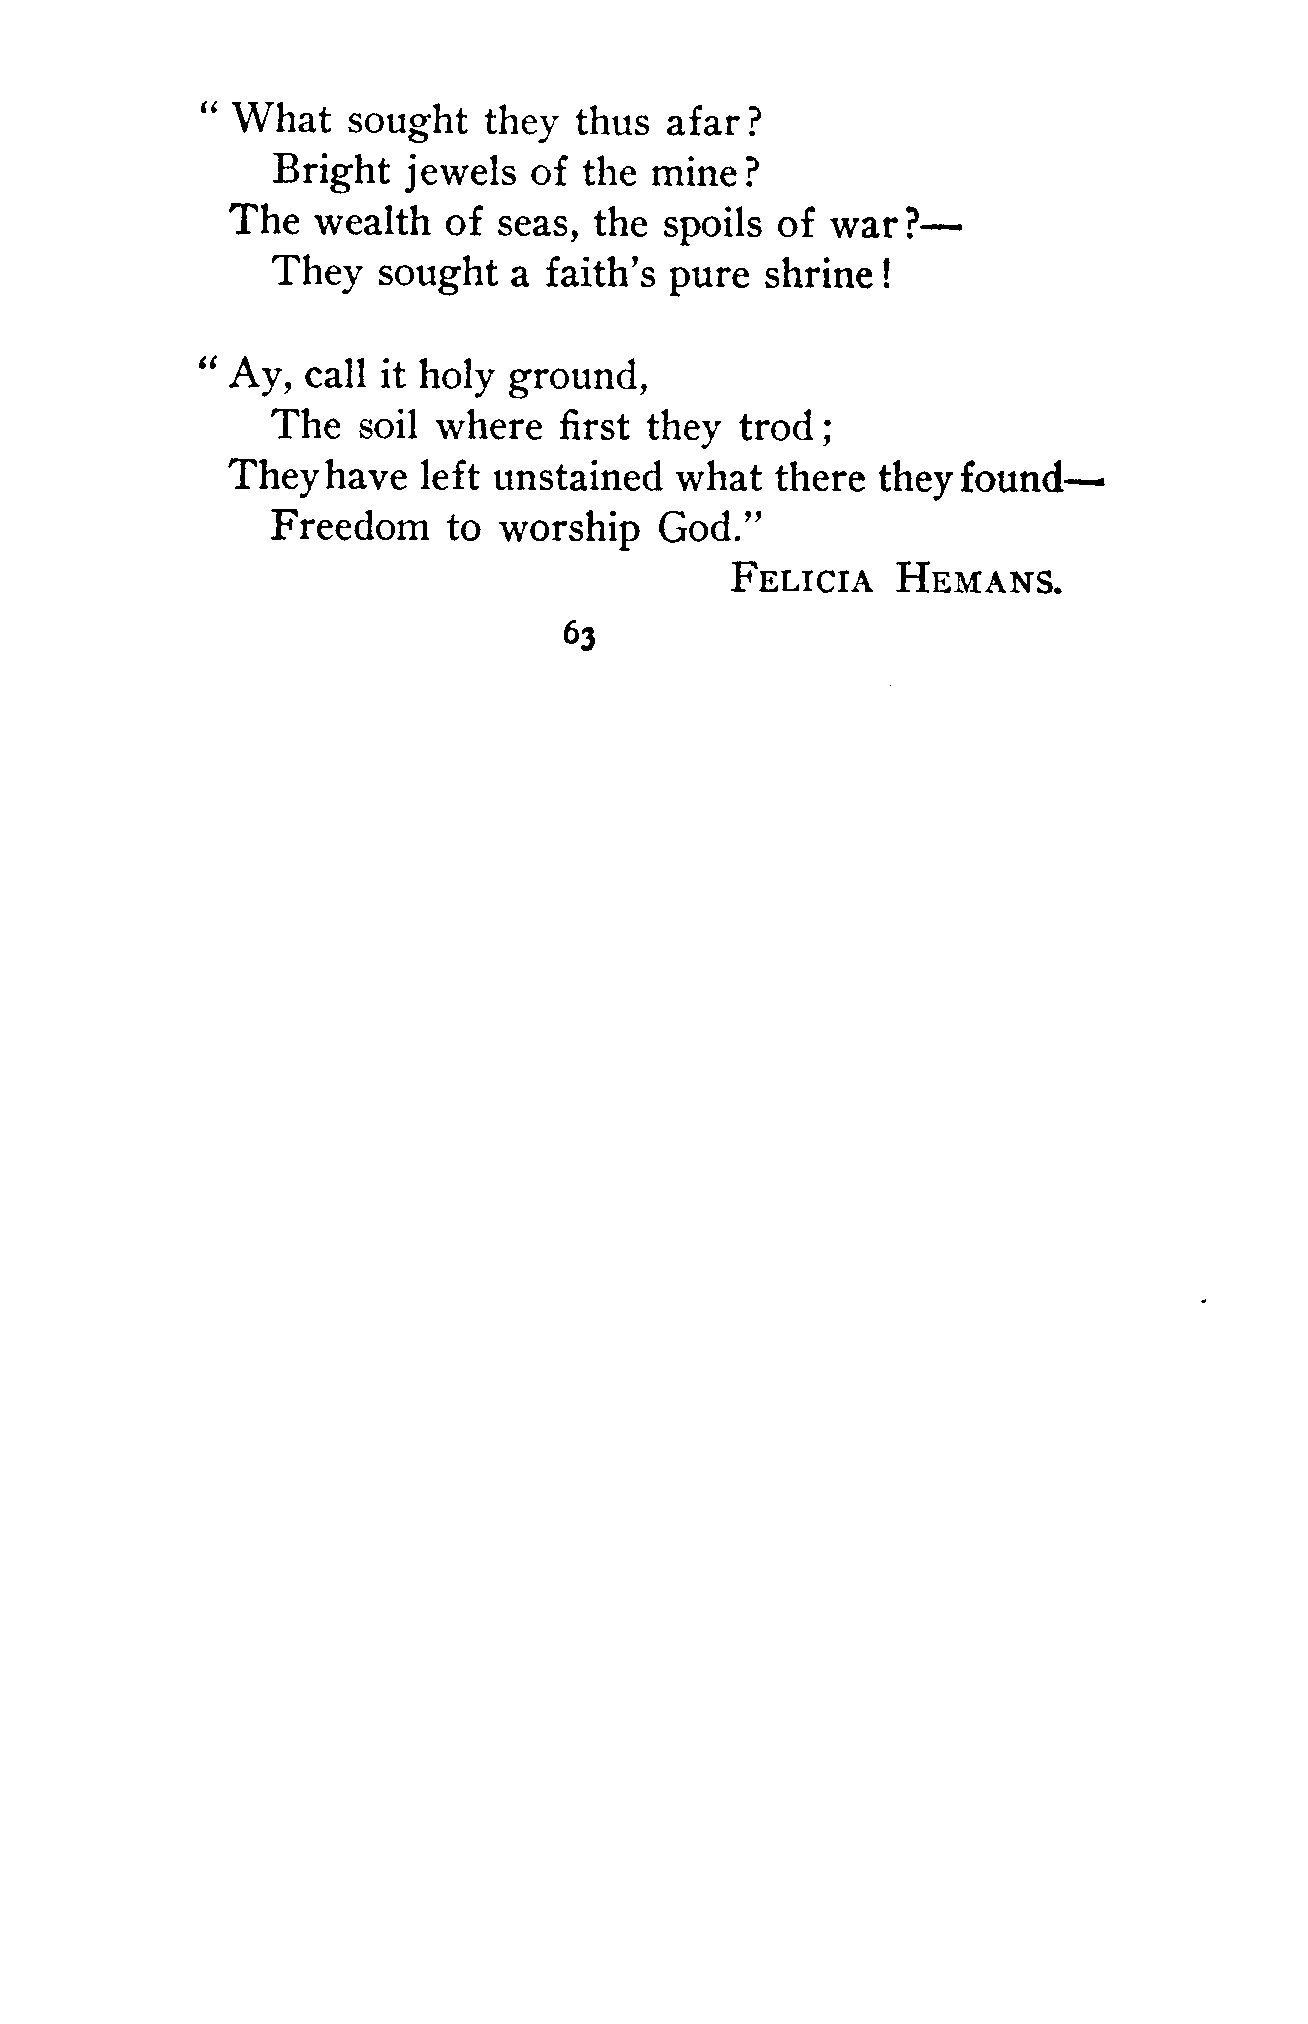 “ What sought they thus afar?
Bright jewels of the mine?
The wealth of seas, the spoils of war?—
They sought a faith’s pure shrine!
“ Ay, call it holy ground,
The soil where first they trod;
They have left unstained what there they found—
Freedom to worship God.”
FELICIA HEMANS.
63